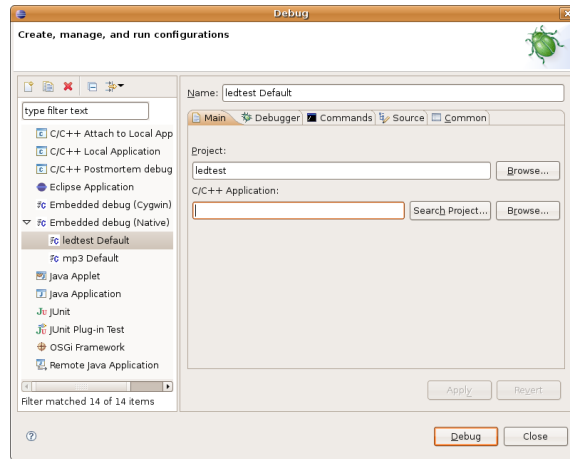 Debug
Create, manage, and run configurations
type filter text
C/C++ Attach to Local App
C/C++ Local Application
C/C++ Postmortem debug
Eclipse Application
Embedded debug (Cygwin)
Embedded debug (Native)
ledtest Default
mp3 Default
Java Applet
Java Application
JUnit
JUnit Plug-in Test
OSGi Framework
Remote Java Application
Filter matched 14 of 14 items
Name: ledtest Default
Main Debugger Commands Source Common
Project:
ledtest Browse...
C/C++ Application:
Search Project... Browse...
Apply Revert
Debug Close